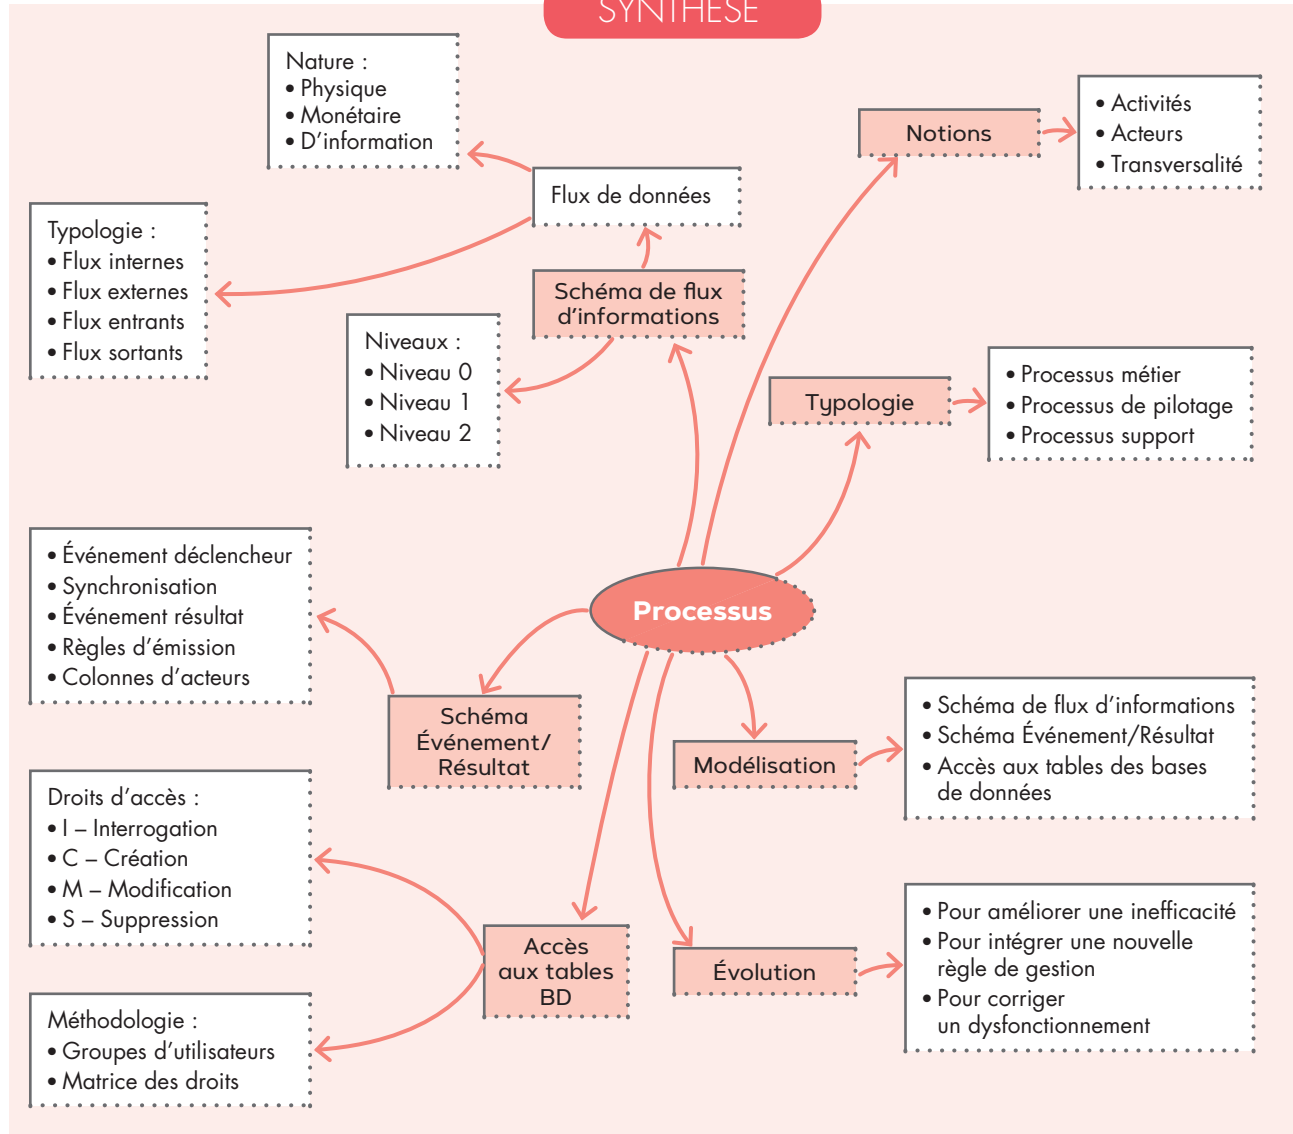 SYNTHÈSE
Nature :
• Physique
• Monétaire
• D'information
Flux de données
Typologie :
• Flux internes
• Flux externes
• Flux entrants
• Flux sortants
Schéma de flux
d'informations
Niveaux :
• Niveau 0
• Niveau 1
• Niveau 2
Notions
• Activités
• Acteurs
• Transversalité
Typologie
• Processus métier
• Processus de pilotage
• Processus support
Processus
• Événement déclencheur
• Synchronisation
• Événement résultat
• Règles d'émission
• Colonnes d'acteurs
Schéma
Événement/
Résultat
Modélisation
• Schéma de flux d'informations
• Schéma Événement/Résultat
• Accès aux tables des bases
de données
Droits d'accès :
• I – Interrogation
• C – Création
• M – Modification
• S – Suppression
Accès
aux tables
BD
Méthodologie :
• Groupes d'utilisateurs
• Matrice des droits
Évolution
• Pour améliorer une inefficacité
• Pour intégrer une nouvelle
règle de gestion
• Pour corriger
un dysfonctionnement